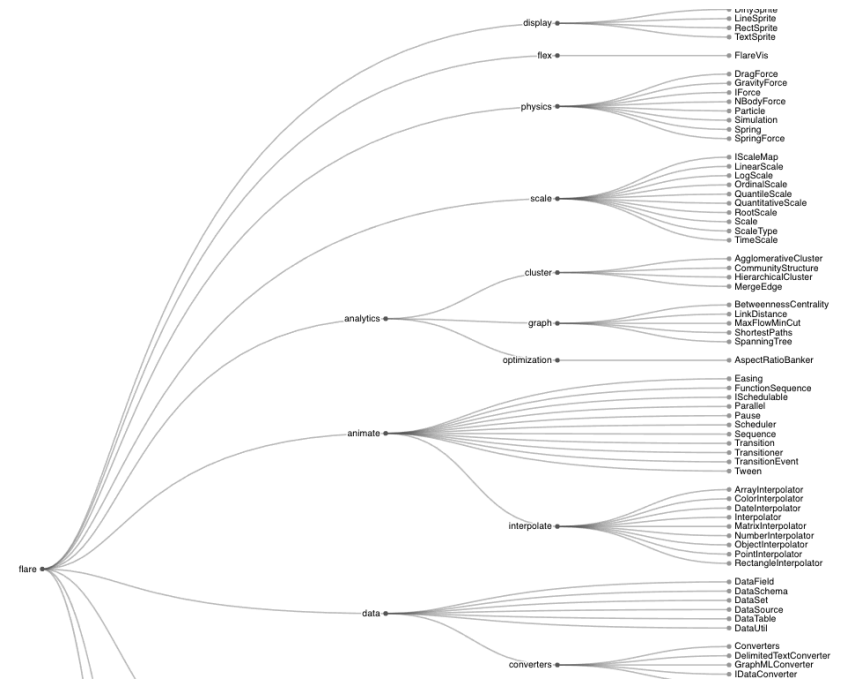 DirtySprite
LineSprite
display
RectSprite
TextSprite
flex
FlareVis
DragForce
GravityForce
IForce
NBodyForce
physics
Particle
Simulation
Spring
SpringForce
IScaleMap
LinearScale
LogScale
OrdinalScale
QuantileScale
scale
QuantitativeScale
RootScale
Scale
ScaleType
TimeScale
AgglomerativeCluster
CommunityStructure
cluster
HierarchicalCluster
MergeEdge
BetweennessCentrality
LinkDistance
analytics
graph
MaxFlowMinCut
ShortestPaths
SpanningTree
optimization
AspectRatioBanker
Easing
FunctionSequence
ISchedulable
Parallel
Pause
Scheduler
animate
Sequence
Transition
Transitioner
TransitionEvent
Tween
ArrayInterpolator
ColorInterpolator
DateInterpolator
Interpolator
interpolate
MatrixInterpolator
NumberInterpolator
ObjectInterpolator
PointInterpolator
RectangleInterpolator
flare
DataField
DataSchema
DataSet
DataSource
data
DataTable
DataUtil
Converters
DelimitedTextConverter
converters
GraphMLConverter
IDataConverter